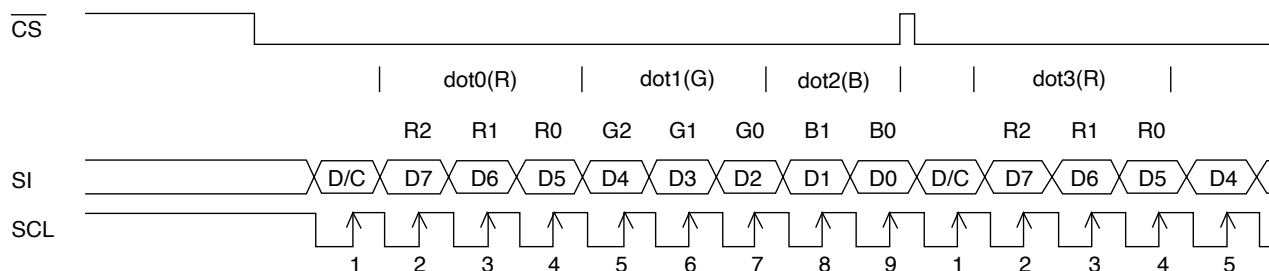 CS
| dot0(R) | dot1(G) | dot2(B) | | dot3(R) |
R2 R1 R0 G2 G1 G0 B1 B0 R2 R1 R0
SI D/C D7 D6 D5 D4 D3 D2 D1 D0 D/C D7 D6 D5 D4
SCL
1 2 3 4 5 6 7 8 9 1 2 3 4 5